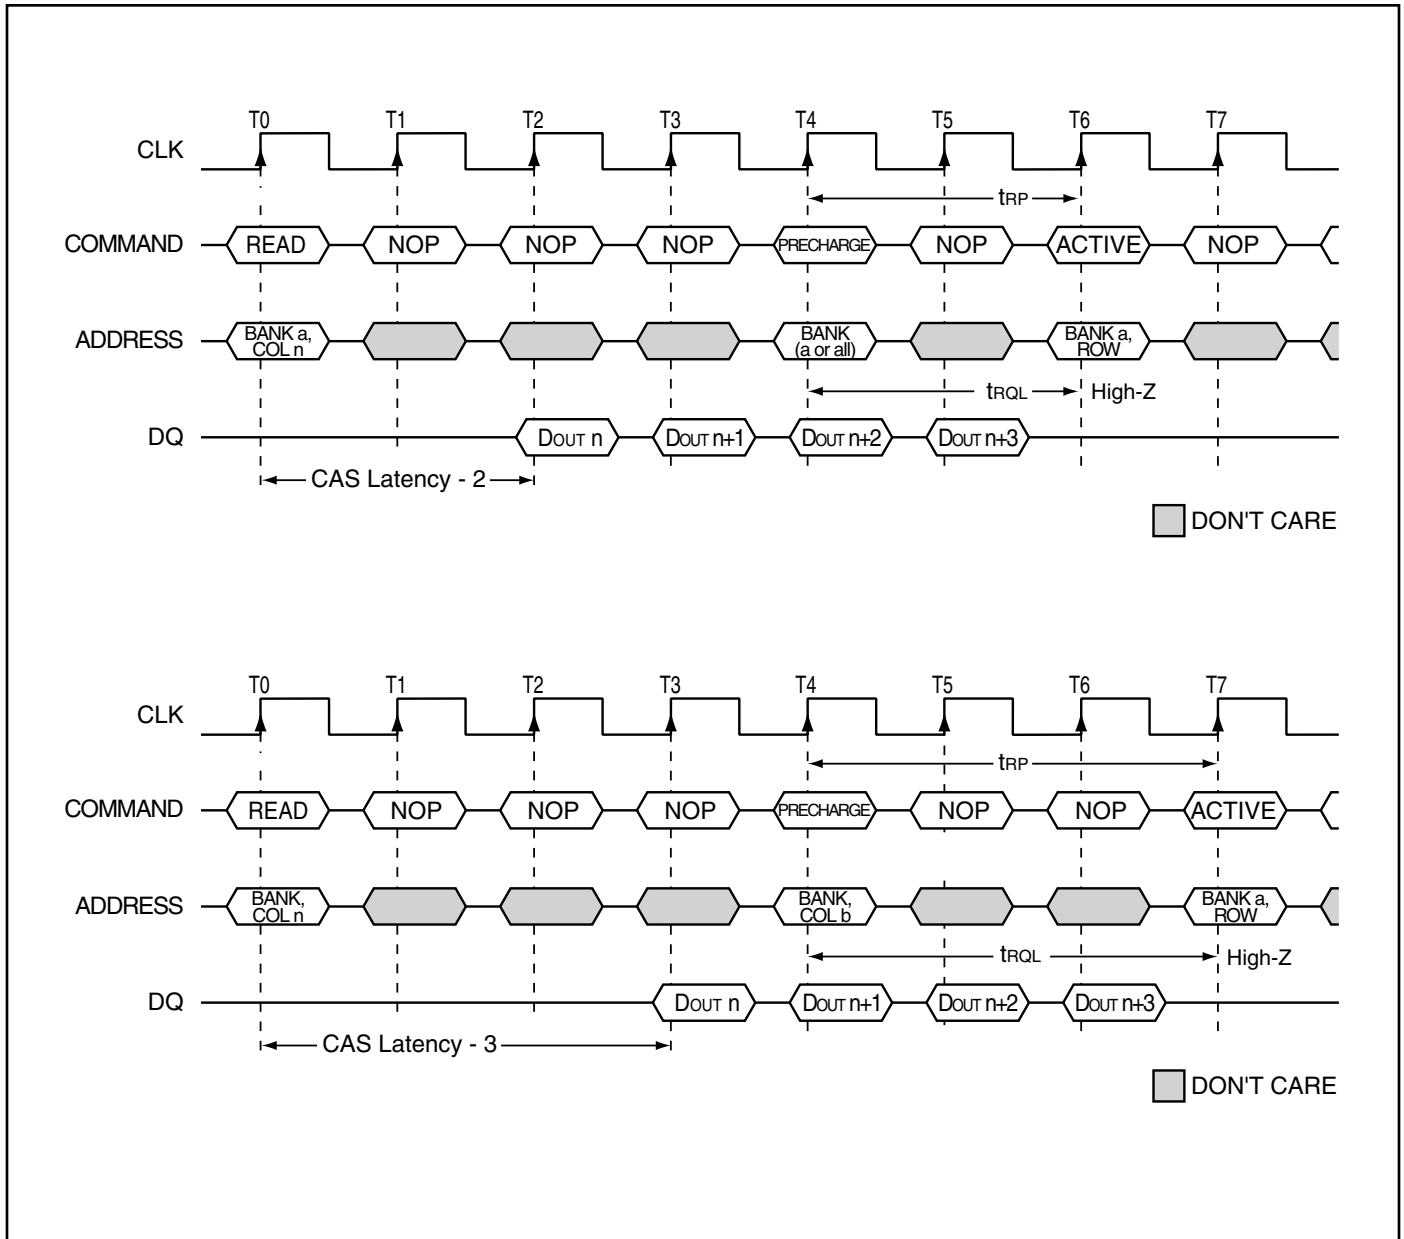 T0 T1 T2 T3 T4 T5 T6 T7
CLK
tRP
COMMAND READ NOP NOP NOP PRECHARGE NOP ACTIVE NOP
ADDRESS BANK a, COL n BANK (a or all) BANK a, ROW
tRQL High-Z
DQ DOUT n DOUT n+1 DOUT n+2 DOUT n+3
CAS Latency - 2
DON'T CARE
T0 T1 T2 T3 T4 T5 T6 T7
CLK
tRP
COMMAND READ NOP NOP NOP PRECHARGE NOP NOP ACTIVE
ADDRESS BANK, COL n BANK, COL b BANK a, ROW
tRQL High-Z
DQ DOUT n DOUT n+1 DOUT n+2 DOUT n+3
CAS Latency - 3
DON'T CARE